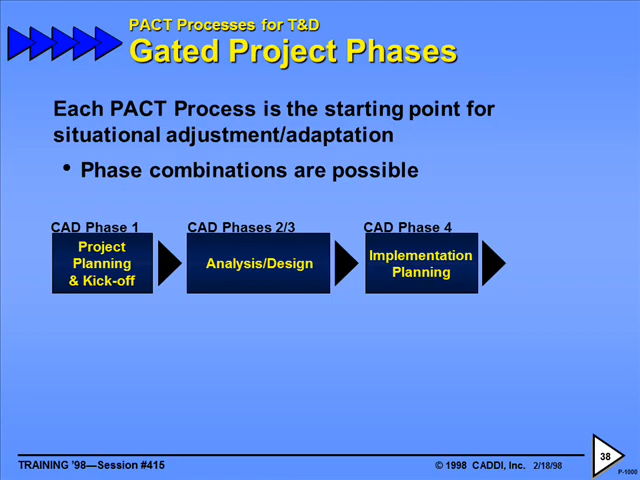 PACT Processes for T&D
Gated Project Phases
Each PACT Process is the starting point for
situational adjustment/adaptation
• Phase combinations are possible
CAD Phase 1
Project
Planning
& Kick-off
CAD Phases 2/3
Analysis/Design
CAD Phase 4
Implementation
Planning
TRAINING '98—Session #415
© 1998 CADDI, Inc. 2/18/98
38
P-1000